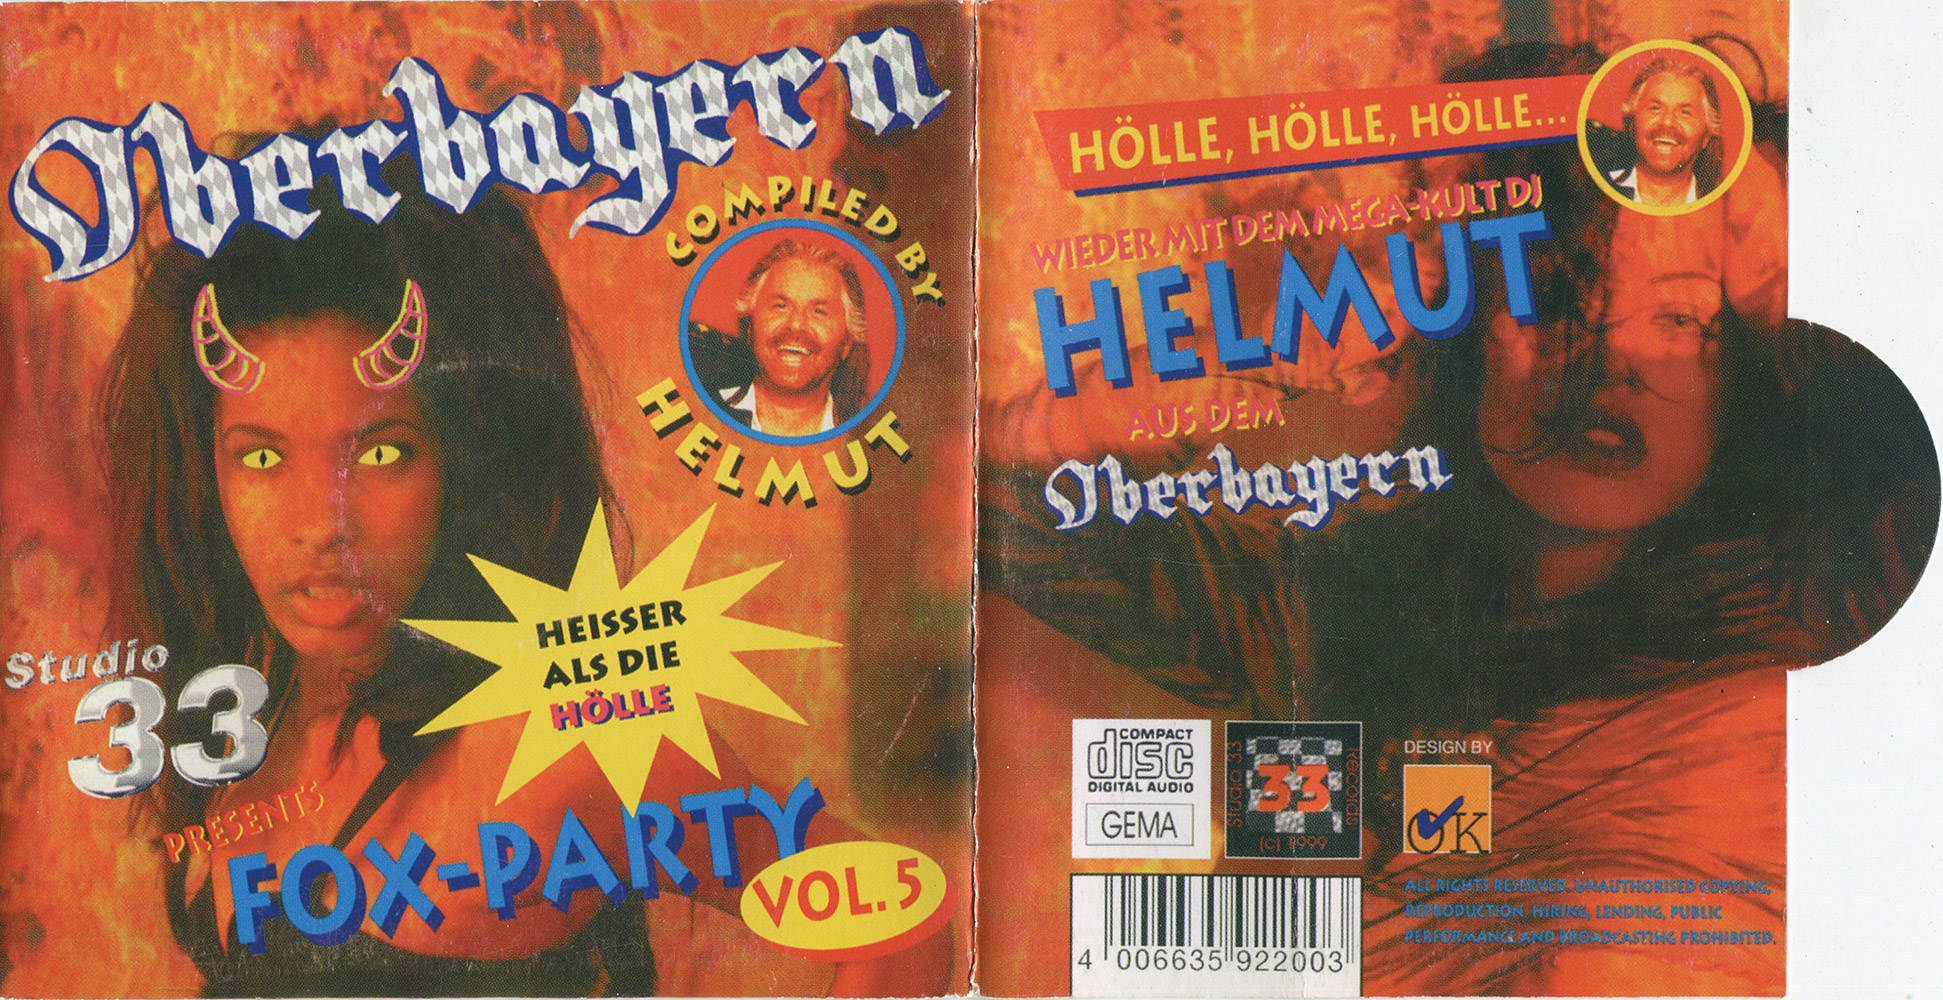 Oberbayern
COMPILED BY
HELMUT
HEISSER
ALS DIE
HÖLLE
Studio
33
PRESENTS
FOX-PARTY
VOL. 5
HÖLLE, HÖLLE, HÖLLE...
WIEDER MIT DEM MEGA-KULT DJ
HELMUT
AUS DEM
Oberbayern
COMPACT
disc
DIGITAL AUDIO
GEMA
Studio 33
33
Records
(c) 1999
DESIGN BY
OK
ALL RIGHTS RESERVED. UNAUTHORISED COPYING,
REPRODUCTION, HIRING, LENDING, PUBLIC
PERFORMANCE AND BROADCASTING PROHIBITED.
4 006635 922003